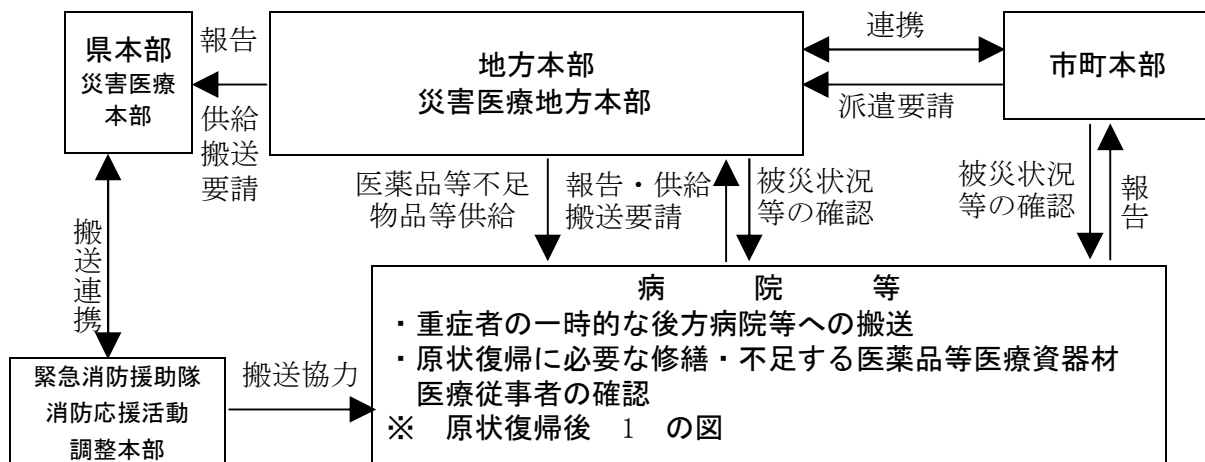 県本部
災害医療
本部
報告
供給
搬送
要請
地方本部
災害医療地方本部
連携
派遣要請
市町本部
医薬品等不足
物品等供給
報告・供給
搬送要請
被災状況
等の確認
被災状況
等の確認
報告
搬送連携
病　院　等
・重症者の一時的な後方病院等への搬送
・原状復帰に必要な修繕・不足する医薬品等医療資器材
医療従事者の確認
※　原状復帰後　1　の図
緊急消防援助隊
消防応援活動
調整本部
搬送協力